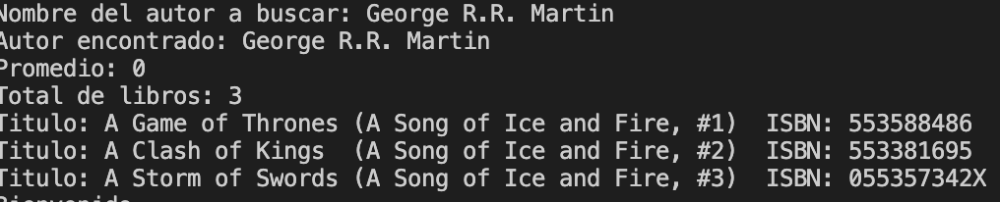 Nombre del autor a buscar: George R.R. Martin
Autor encontrado: George R.R. Martin
Promedio: 0
Total de libros: 3
Titulo: A Game of Thrones (A Song of Ice and Fire, #1)  ISBN: 553588486
Titulo: A Clash of Kings  (A Song of Ice and Fire, #2)  ISBN: 553381695
Titulo: A Storm of Swords (A Song of Ice and Fire, #3)  ISBN: 055357342X